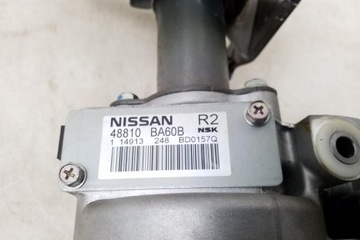 NISSAN R2
48810 BA60B NSK
1 14913 248 BD0157Q